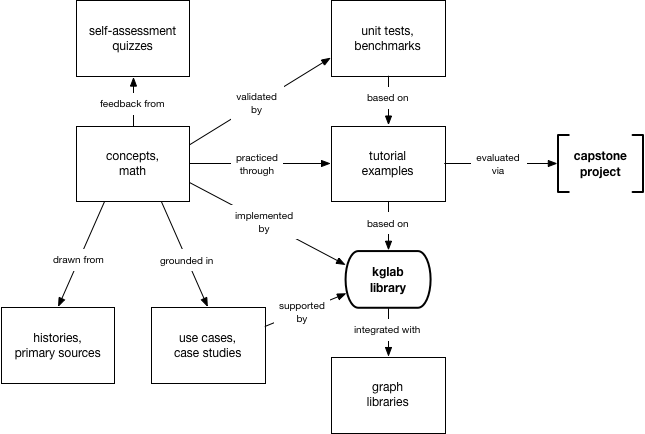 self-assessment
quizzes
unit tests,
benchmarks
feedback from
validated
by
based on
concepts,
math
practiced
through
tutorial
examples
evaluated
via
capstone
project
implemented
by
based on
drawn from
grounded in
kglab
library
supported
by
histories,
primary sources
use cases,
case studies
integrated with
graph
libraries